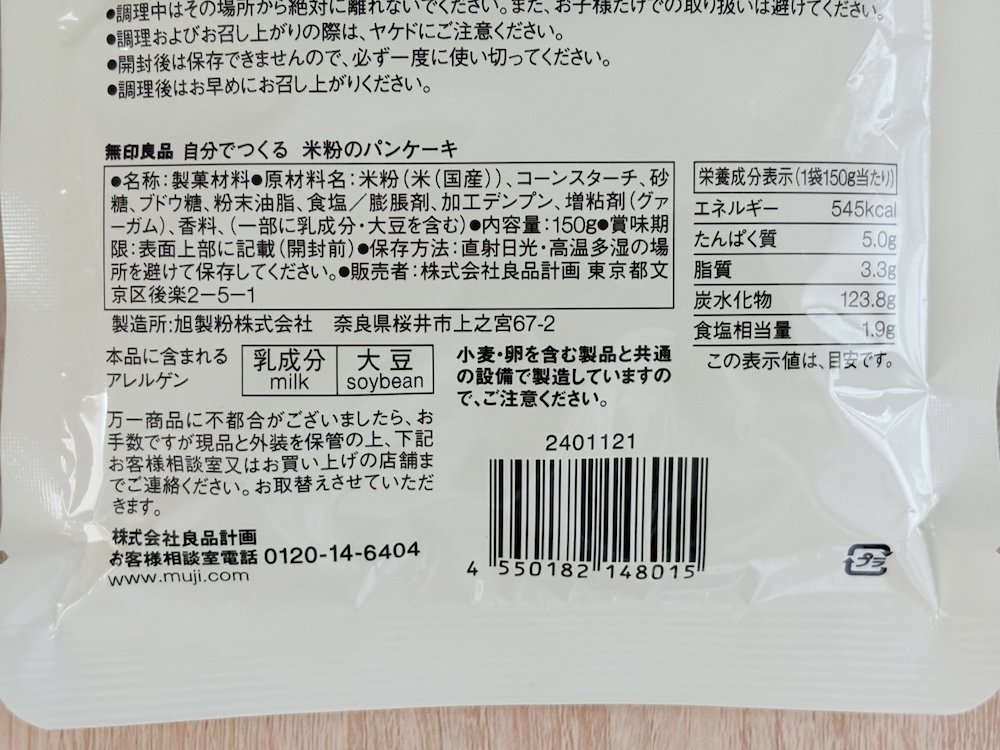 ●調理中はその場所から絶対に離れないでください。また、お子様だけでの取り扱いは避けてください。
●調理およびお召し上がりの際は、ヤケドにご注意ください。
●開封後は保存できませんので、必ず一度に使い切ってください。
●調理後はお早めにお召し上がりください。
無印良品 自分でつくる 米粉のパンケーキ
●名称：製菓材料●原材料名：米粉（米（国産））、コーンスターチ、砂
糖、ブドウ糖、粉末油脂、食塩／膨脹剤、加工デンプン、増粘剤（グァ
ーガム）、香料、（一部に乳成分・大豆を含む）●内容量：150g●賞味期
限：表面上部に記載（開封前）●保存方法：直射日光・高温多湿の場
所を避けて保存してください。●販売者：株式会社良品計画 東京都文
京区後楽2－5－1
製造所:旭製粉株式会社　奈良県桜井市上之宮67-2
本品に含まれる
アレルゲン
乳成分
milk
大豆
soybean
小麦・卵を含む製品と共通
の設備で製造していますの
で、ご注意ください。
栄養成分表示（1袋150g当たり）
エネルギー 545kcal
たんぱく質 5.0g
脂質 3.3g
炭水化物 123.8g
食塩相当量 1.9g
この表示値は、目安です。
万一商品に不都合がございましたら、お
手数ですが現品と外装を保管の上、下記
お客様相談室又はお買い上げの店舗ま
でご連絡ください。お取替えさせていただ
きます。
株式会社良品計画
お客様相談室電話 0120-14-6404
www.muji.com
2401121
4 550182 148015
プラ